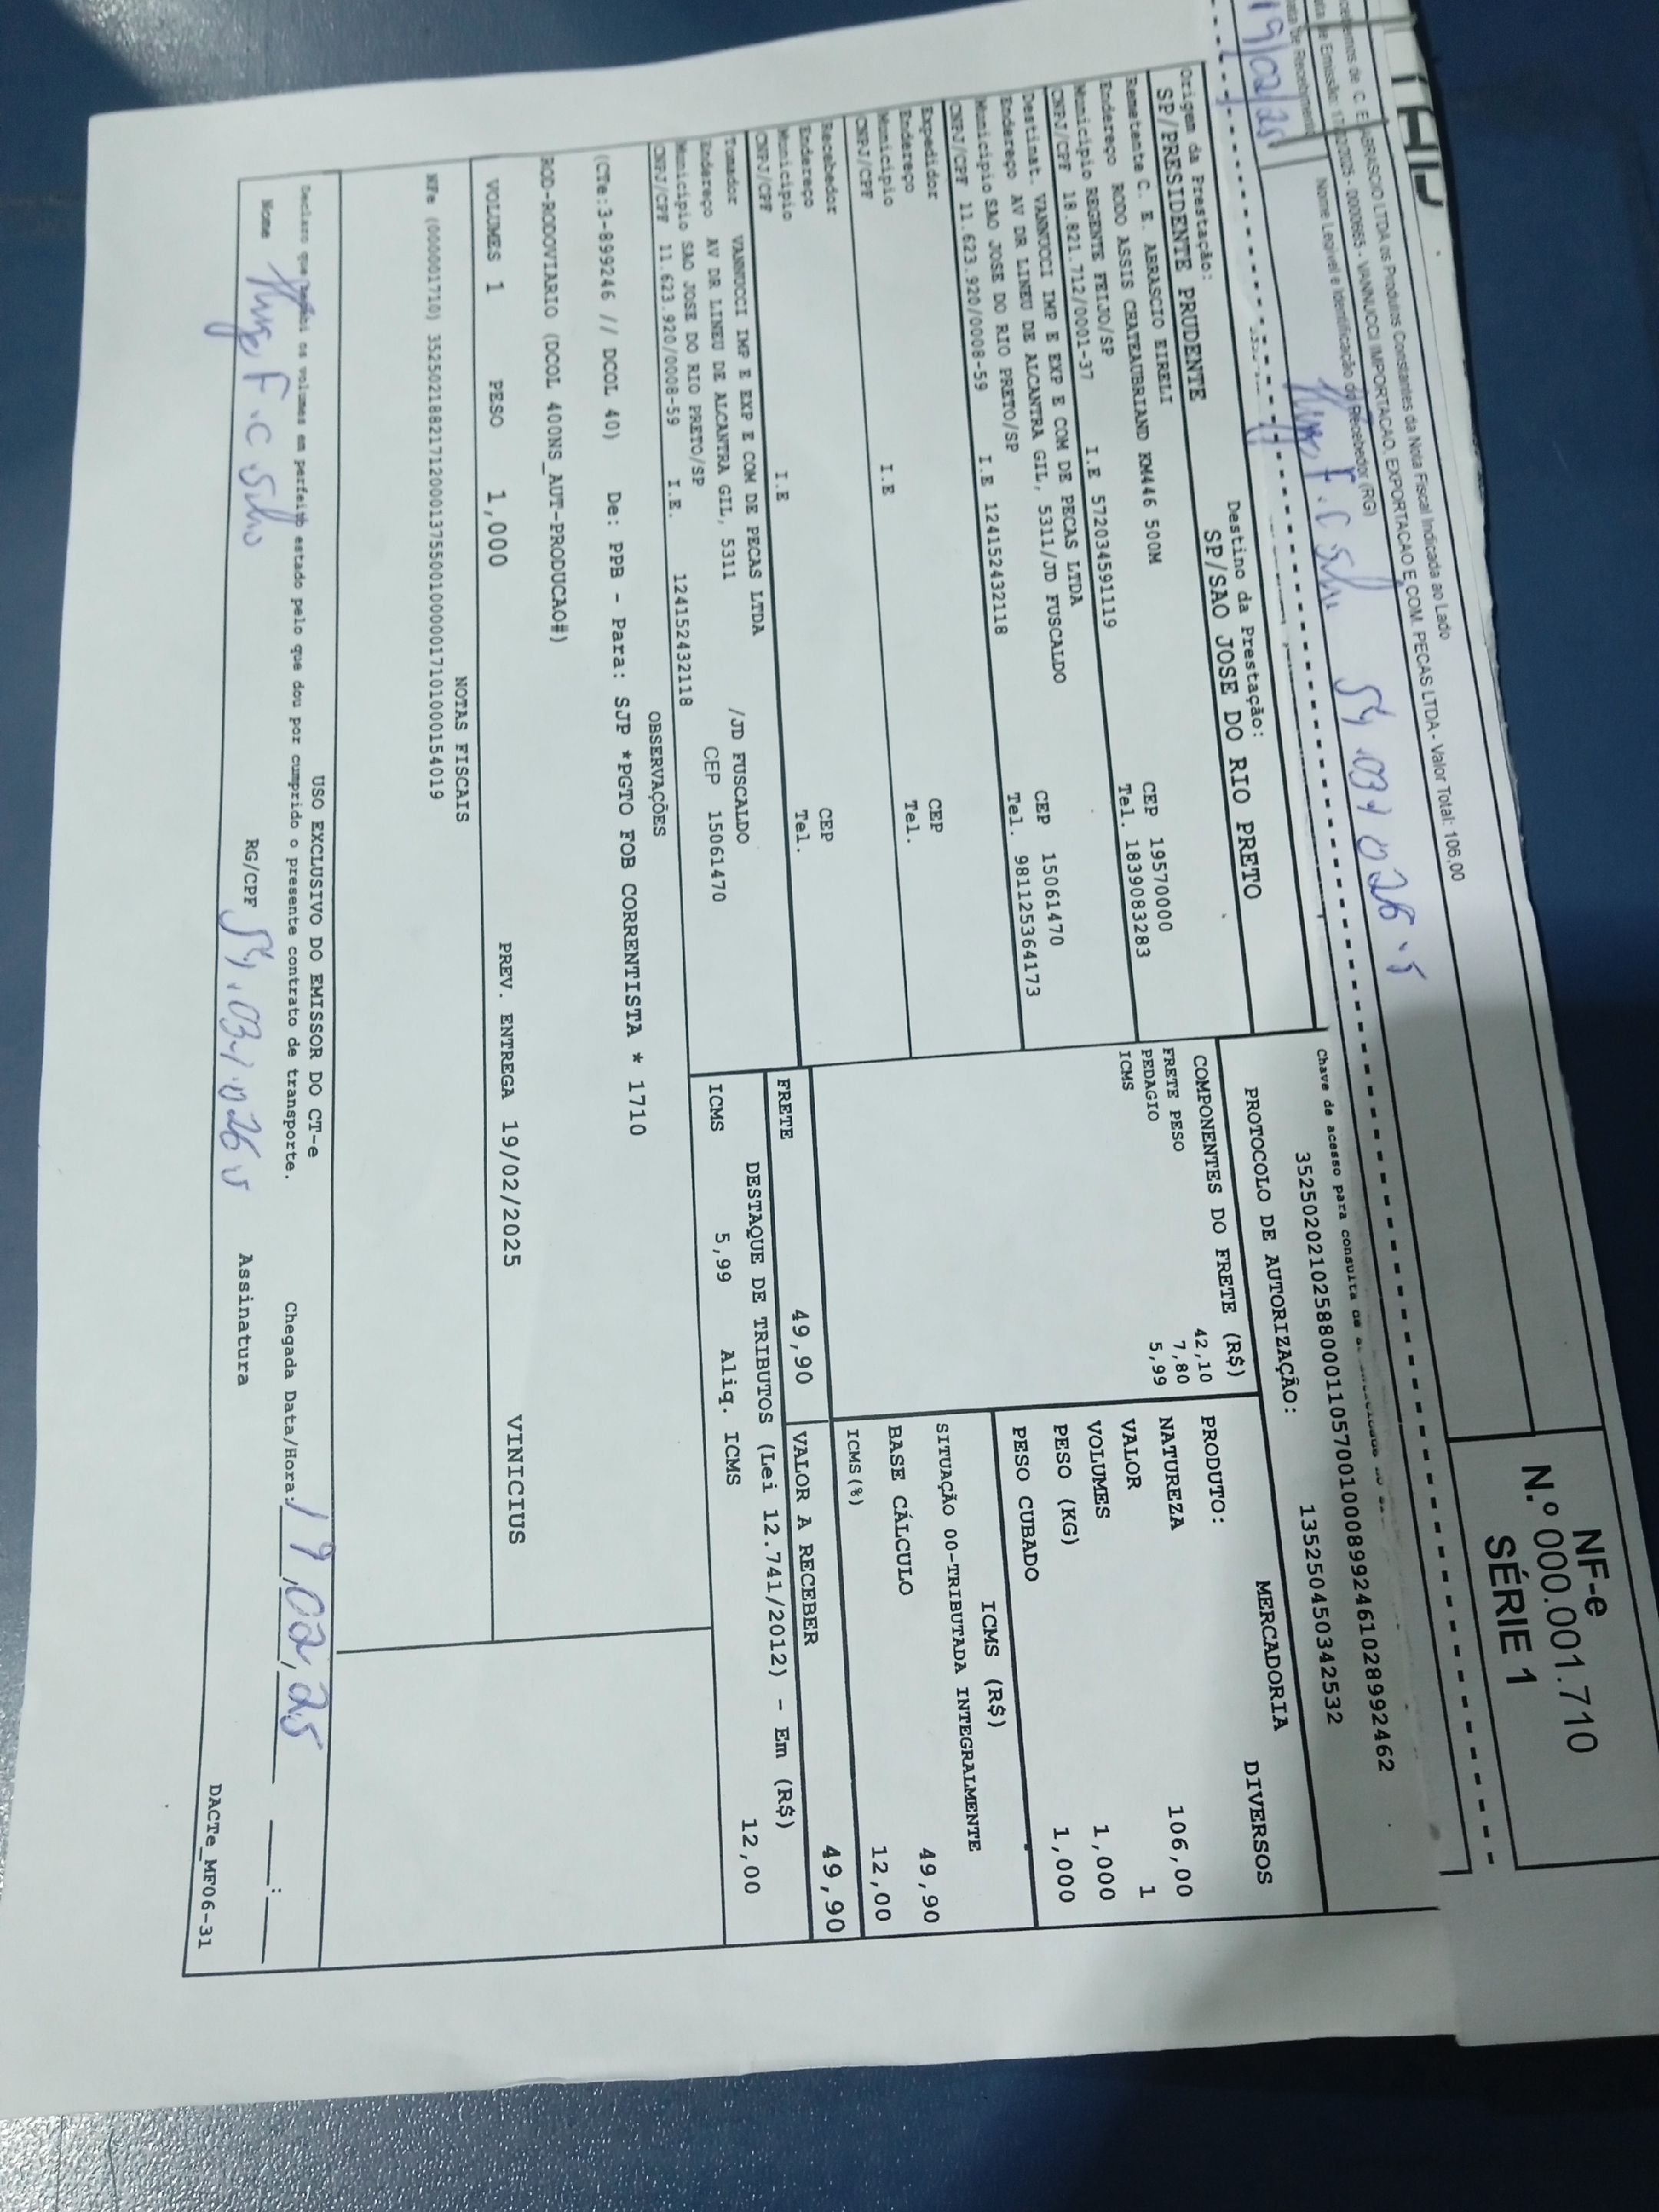 NF-e
N.º 000.001.710
SÉRIE 1
C. E. ABRASCIO LTDA os Produtos Constantes da Nota Fiscal Indicada ao Lado
VANNUCCI IMPORTACAO, EXPORTACAO E COM. PECAS LTDA - Valor Total: 106,00
Nome Legível e Identificação do Recebedor (RG)
19/02/25
F. C Silva
Chave de acesso para consulta de
35250202102588000110570010008992461028992462
PROTOCOLO DE AUTORIZAÇÃO:
135250450342532
Origem da Prestação:
SP/PRESIDENTE PRUDENTE
Destino da Prestação:
SP/SAO JOSE DO RIO PRETO
Remetente C. E. ABRASCIO EIRELI
Endereço RODO ASSIS CHATEAUBRIAND KM446 500M
CEP 19570000
Município REGENTE FEIJO/SP
Tel. 1839083283
CNPJ/CPF 18.821.712/0001-37
I.E 572034591119
Destinat. VANNUCCI IMP E EXP E COM DE PECAS LTDA
Endereço AV DR LINEU DE ALCANTRA GIL, 5311/JD FUSCALDO
CEP 15061470
Município SAO JOSE DO RIO PRETO/SP
Tel. 981125364173
CNPJ/CPF 11.623.920/0008-59
I.E 124152432118
Expedidor
Endereço
CEP
Município
Tel.
CNPJ/CPF
I.E
Recebedor
Endereço
CEP
Município
Tel.
CNPJ/CPF
I.E
Tomador VANNUCCI IMP E EXP E COM DE PECAS LTDA
Endereço AV DR LINEU DE ALCANTRA GIL, 5311 /JD FUSCALDO
Município SAO JOSE DO RIO PRETO/SP
CEP 15061470
CNPJ/CPF 11.623.920/0008-59
I.E. 124152432118
COMPONENTES DO FRETE (R$)
FRETE PESO 42,10
PEDAGIO 7,80
ICMS 5,99
MERCADORIA
PRODUTO: DIVERSOS
NATUREZA
VALOR 106,00
VOLUMES 1
PESO (KG) 1,000
PESO CUBADO 1,000
ICMS (R$)
SITUAÇÃO 00-TRIBUTADA INTEGRALMENTE
BASE CÁLCULO 49,90
ICMS(%) 12,00
FRETE 49,90
VALOR A RECEBER 49,90
DESTAQUE DE TRIBUTOS (Lei 12.741/2012) - Em (R$)
ICMS 5,99 Aliq. ICMS 12,00
OBSERVAÇÕES
(CTe:3-899246 // DCOL 40) De: PPB - Para: SJP *PGTO FOB CORRENTISTA * 1710
ROD-RODOVIARIO (DCOL 400NS_AUT-PRODUCAO#)
VOLUMES 1 PESO 1,000 PREV. ENTREGA 19/02/2025 VINICIUS
NOTAS FISCAIS
NFe (000001710) 35250218821712000137550010000017101000154019
USO EXCLUSIVO DO EMISSOR DO CT-e
Declaro que recebi os volumes em perfeito estado pelo que dou por cumprido o presente contrato de transporte.
Chegada Data/Hora: 19,02,25
Nome F. C Silva
RG/CPF
Assinatura
DACTe_MF06-31